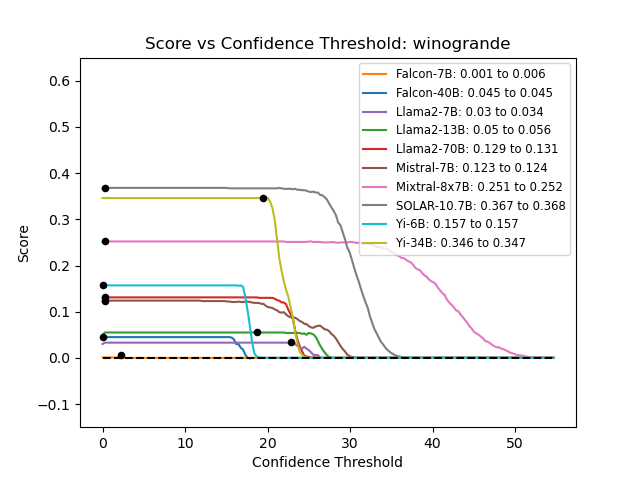 Score vs Confidence Threshold: winogrande
Falcon-7B: 0.001 to 0.006
Falcon-40B: 0.045 to 0.045
Llama2-7B: 0.03 to 0.034
Llama2-13B: 0.05 to 0.056
Llama2-70B: 0.129 to 0.131
Mistral-7B: 0.123 to 0.124
Mixtral-8x7B: 0.251 to 0.252
SOLAR-10.7B: 0.367 to 0.368
Yi-6B: 0.157 to 0.157
Yi-34B: 0.346 to 0.347
Score
0.6
0.5
0.4
0.3
0.2
0.1
0.0
−0.1
0 10 20 30 40 50
Confidence Threshold